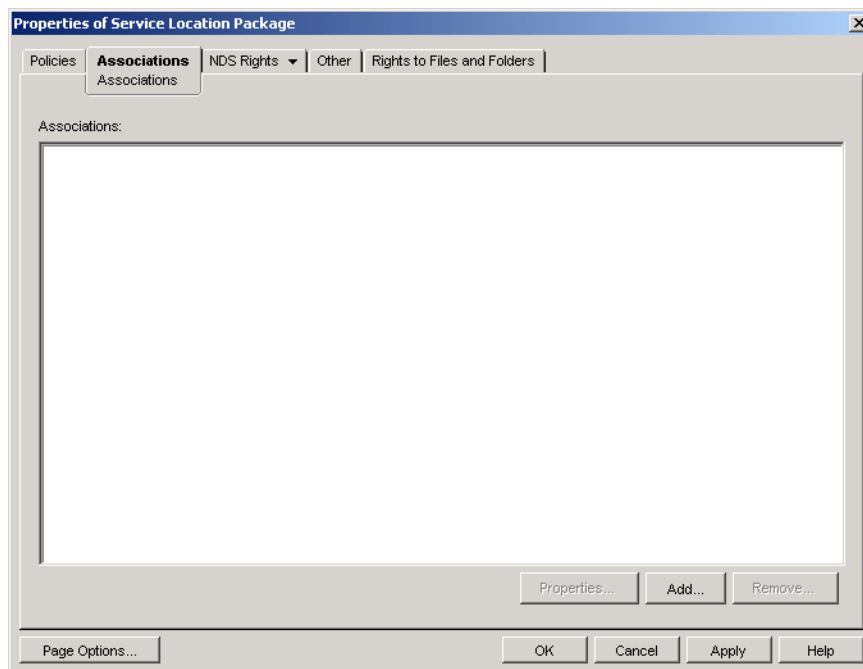 Properties of Service Location Package
Policies Associations NDS Rights Other Rights to Files and Folders
Associations
Associations:
Properties... Add... Remove...
Page Options... OK Cancel Apply Help